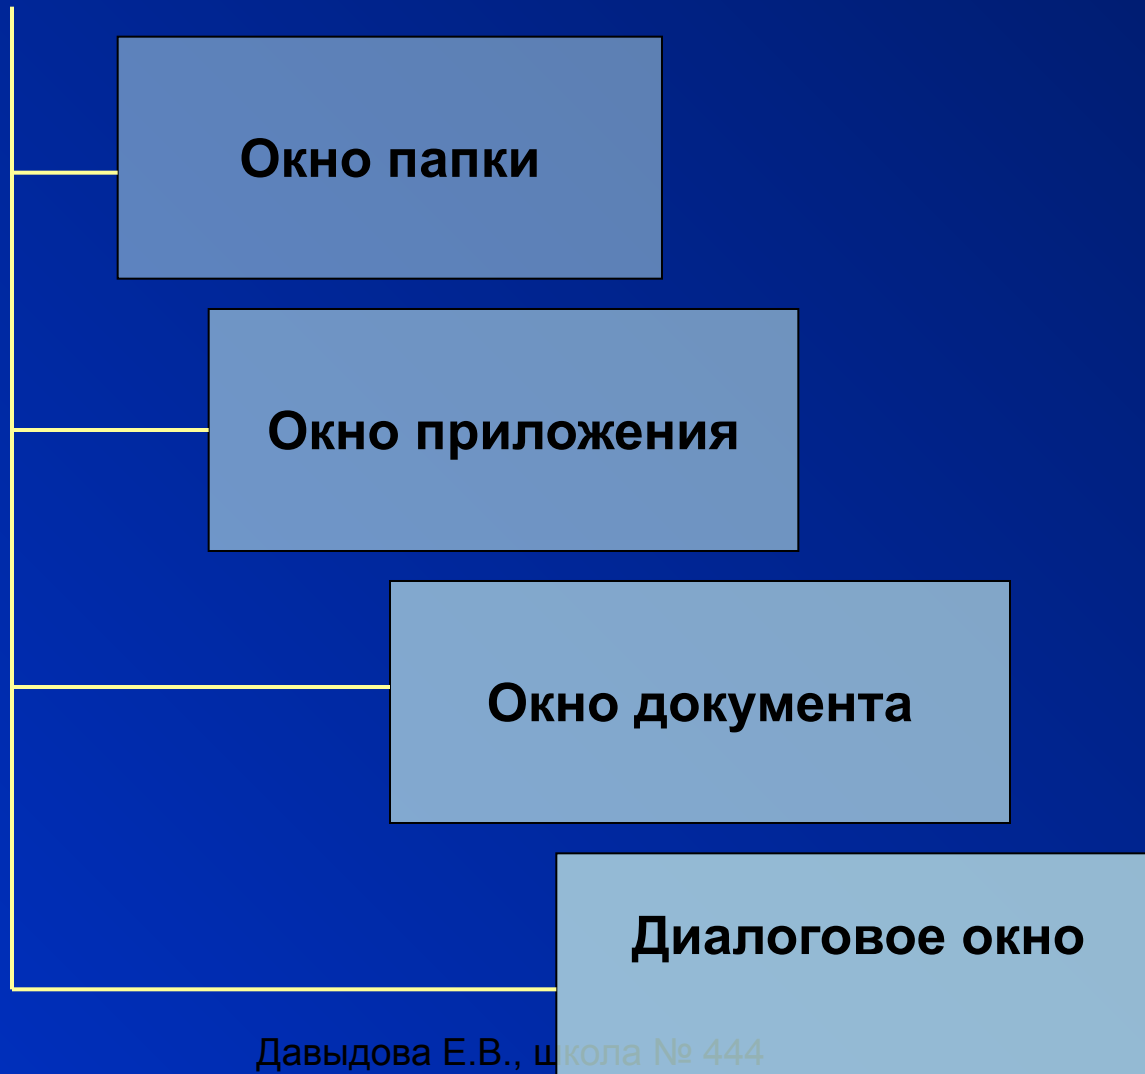 Окно папки
Окно приложения
Окно документа
Диалоговое окно
Давыдова Е.В., школа № 444